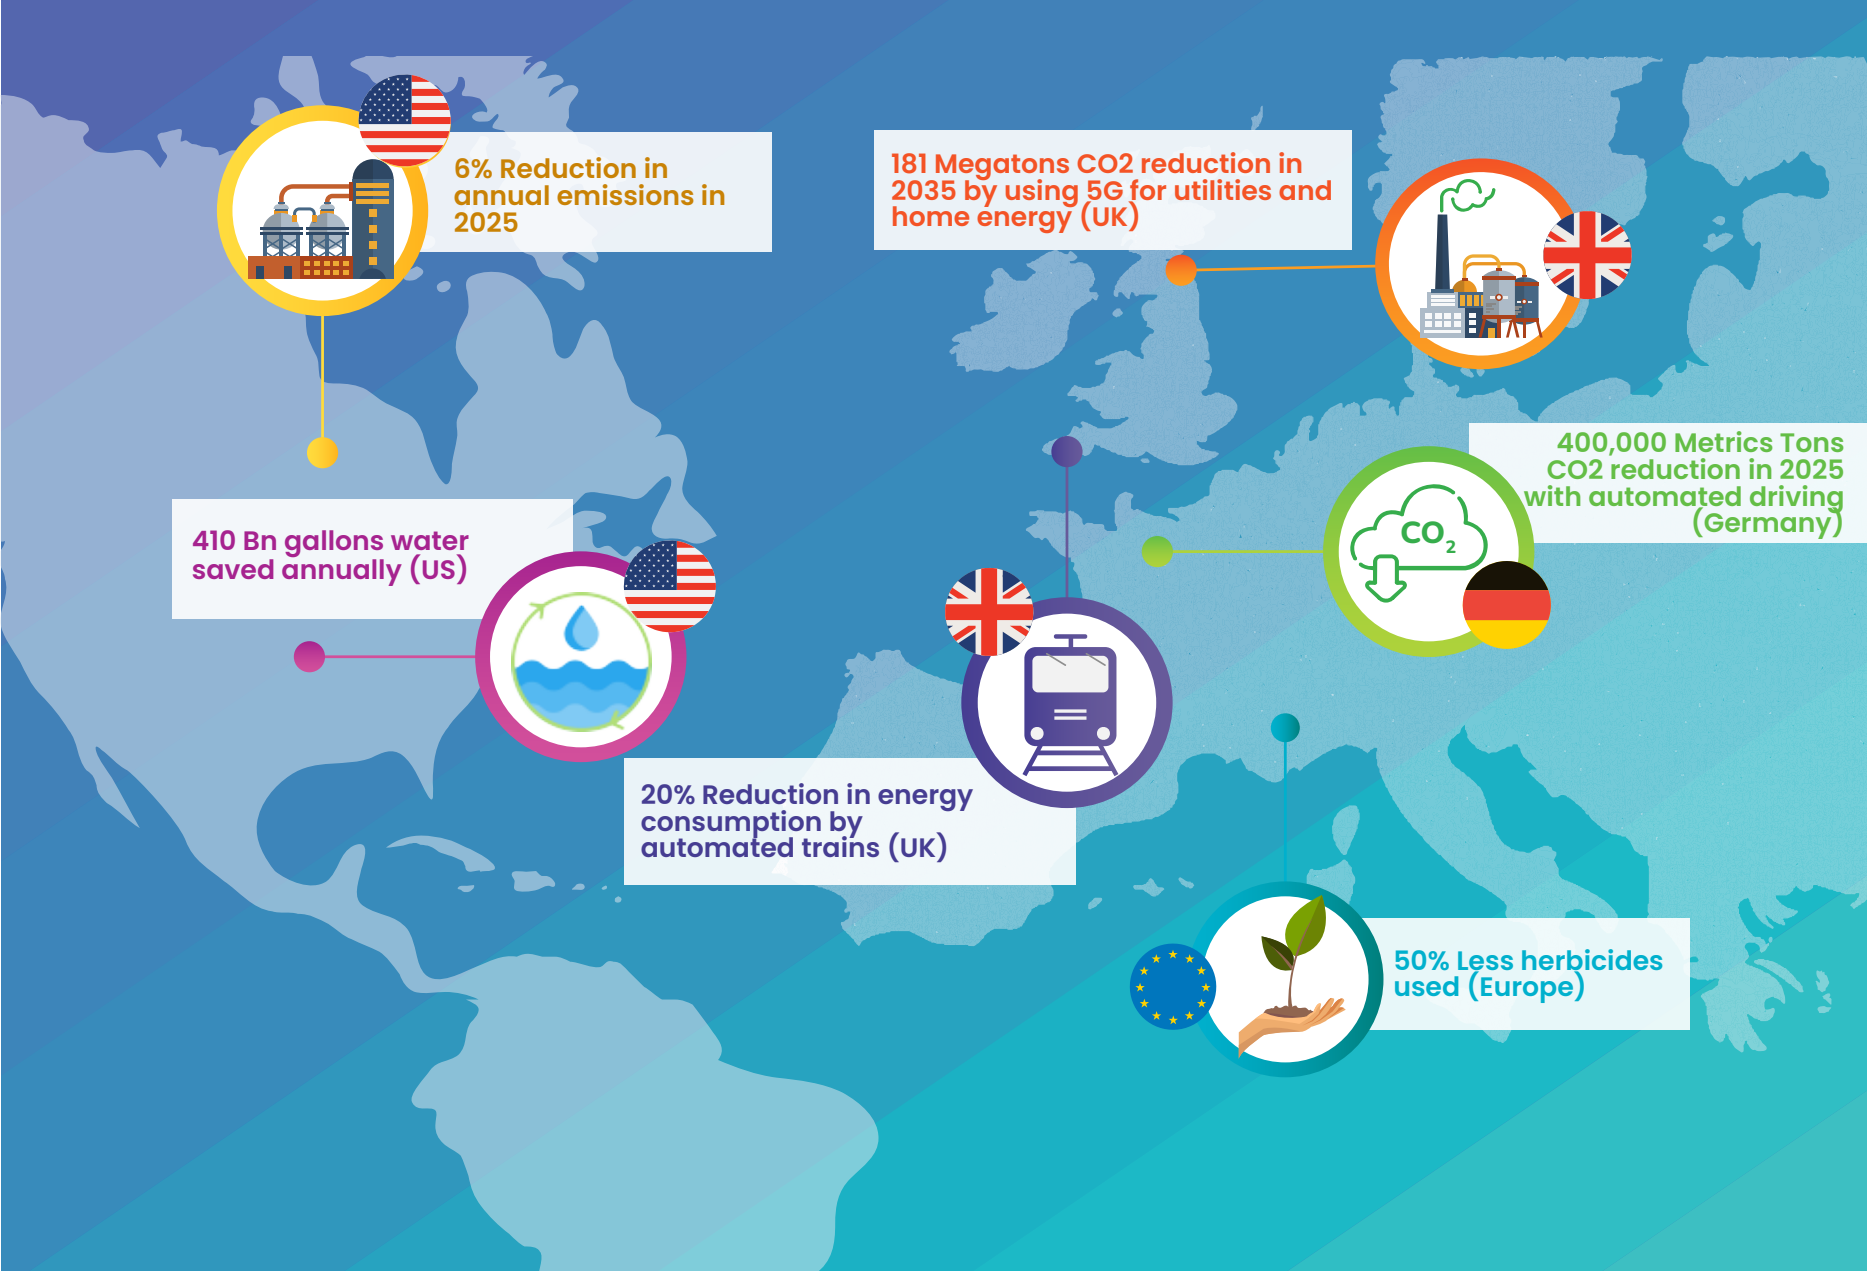 6% Reduction in
annual emissions in
2025
181 Megatons CO2 reduction in
2035 by using 5G for utilities and
home energy (UK)
400,000 Metrics Tons
CO2 reduction in 2025
with automated driving
(Germany)
CO2
410 Bn gallons water
saved annually (US)
20% Reduction in energy
consumption by
automated trains (UK)
50% Less herbicides
used (Europe)